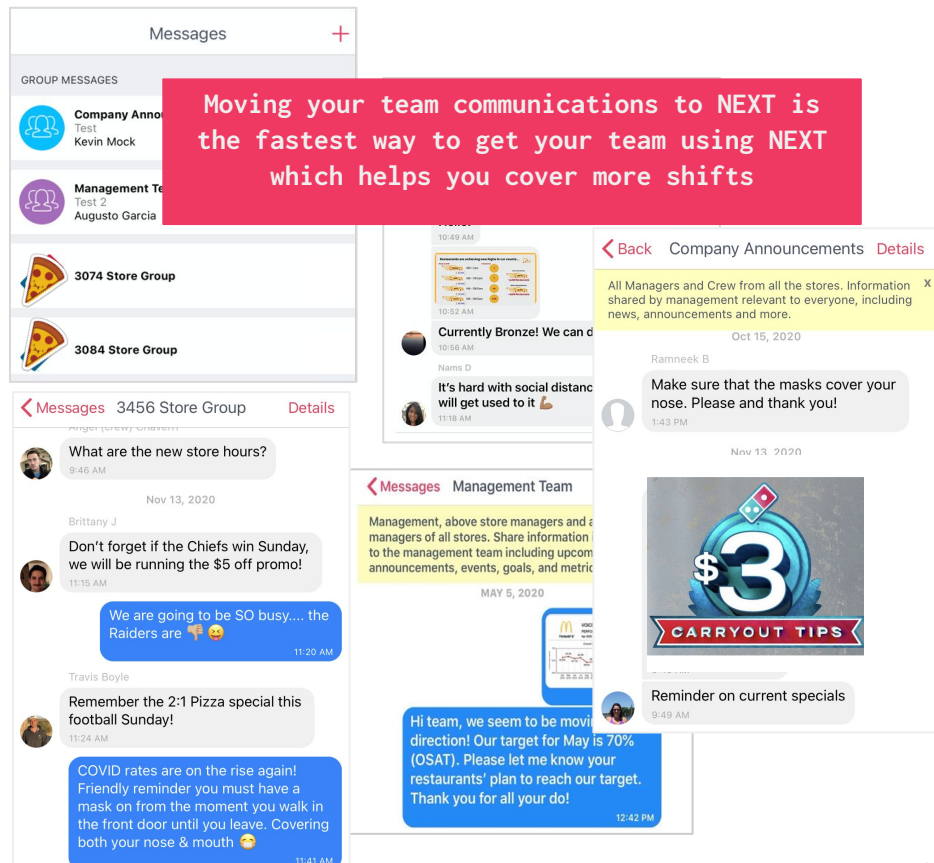 Messages
GROUP MESSAGES
Company Anno
Test
Kevin Mock
Management Te
Test 2
Augusto Garcia
3074 Store Group
3084 Store Group
Moving your team communications to NEXT is
the fastest way to get your team using NEXT
which helps you cover more shifts
10:49 AM
10:52 AM
Currently Bronze! We can d
10:56 AM
Nams D
It's hard with social distanc
will get used to it
11:18 AM
Back Company Announcements Details
All Managers and Crew from all the stores. Information x
shared by management relevant to everyone, including
news, announcements and more.
Oct 15, 2020
Ramneek B
Make sure that the masks cover your
nose. Please and thank you!
1:43 PM
Nov 13, 2020
$3
CARRYOUT TIPS
Reminder on current specials
9:49 AM
Messages 3456 Store Group Details
What are the new store hours?
9:46 AM
Nov 13, 2020
Brittany J
Don't forget if the Chiefs win Sunday,
we will be running the $5 off promo!
11:15 AM
We are going to be SO busy.... the
Raiders are 👎🏼 😝
11:20 AM
Travis Boyle
Remember the 2:1 Pizza special this
football Sunday!
11:24 AM
COVID rates are on the rise again!
Friendly reminder you must have a
mask on from the moment you walk in
the front door until you leave. Covering
both your nose & mouth 😷
11:41 AM
Messages Management Team
Management, above store managers and a
managers of all stores. Share information
to the management team including upcom
announcements, events, goals, and metric
MAY 5, 2020
Hi team, we seem to be movi
direction! Our target for May is 70%
(OSAT). Please let me know your
restaurants' plan to reach our target.
Thank you for all your do!
12:42 PM